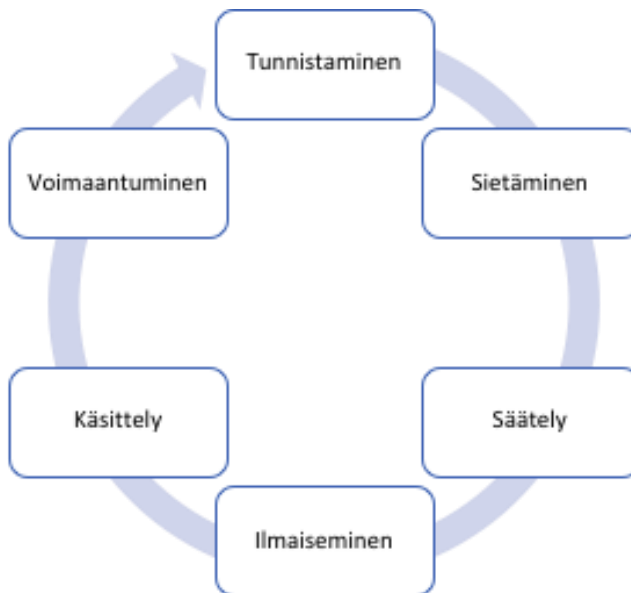 Tunnistaminen
Sietäminen
Säätely
Ilmaiseminen
Käsittely
Voimaantuminen